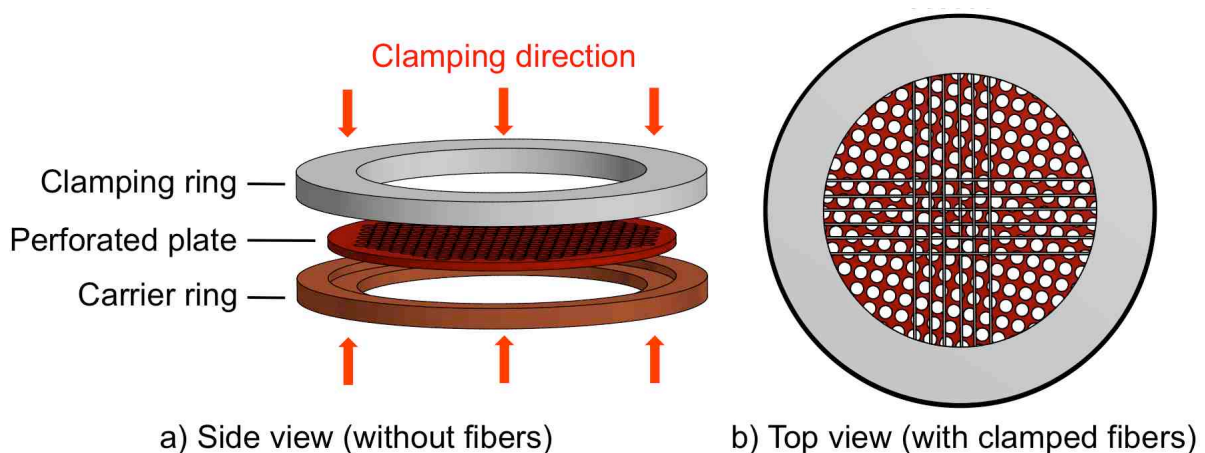 Clamping direction
Clamping ring
Perforated plate
Carrier ring
a) Side view (without fibers)
b) Top view (with clamped fibers)